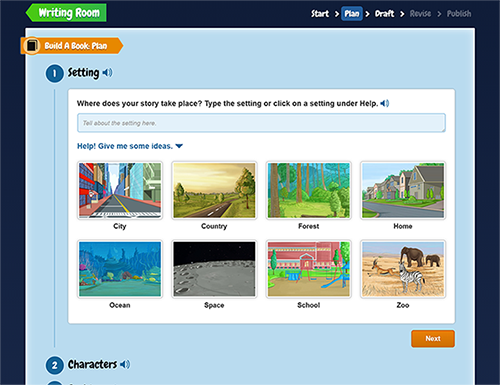 Writing Room
Start > Plan > Draft > Revise > Publish
Build A Book: Plan
1 Setting
Where does your story take place? Type the setting or click on a setting under Help.
Tell about the setting here.
Help! Give me some ideas.
City Country Forest Home
Ocean Space School Zoo
Next
2 Characters